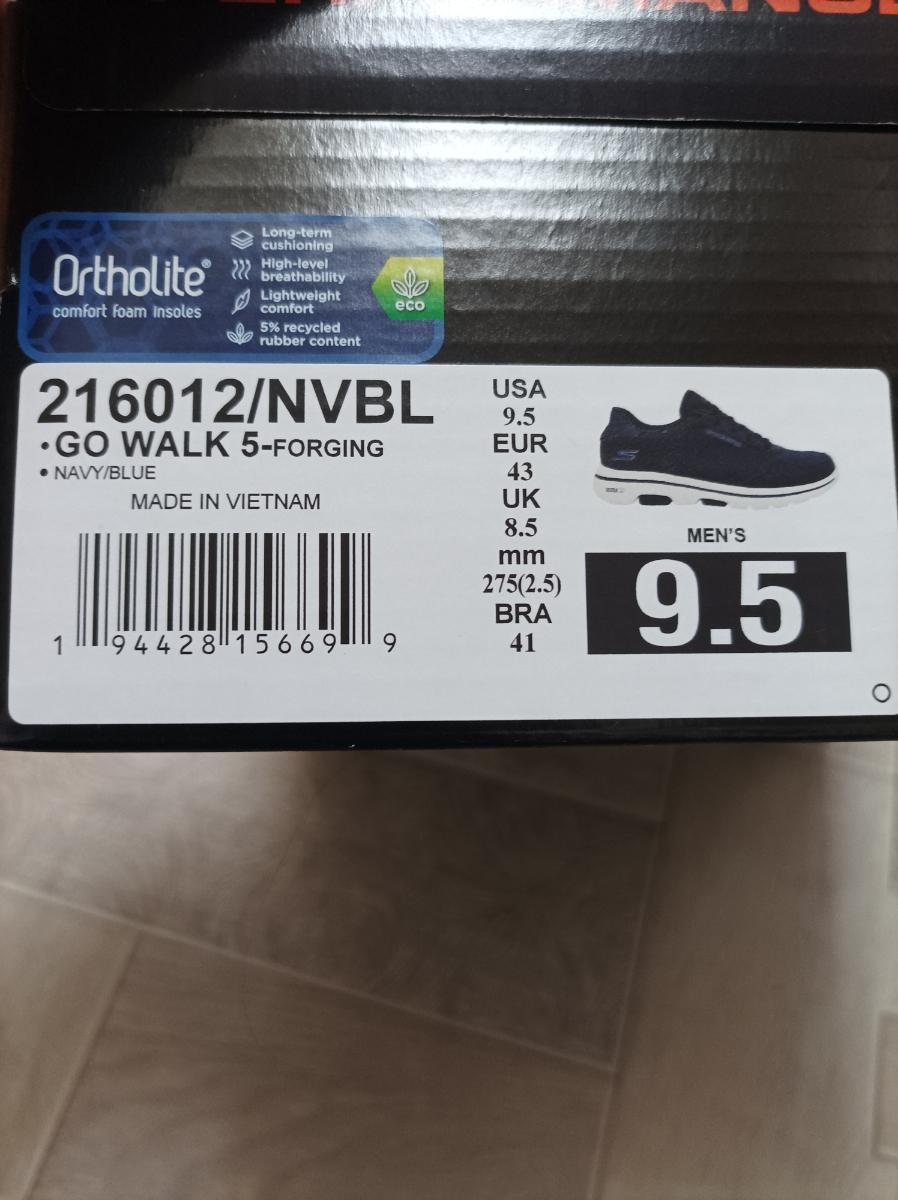 Ortholite®
comfort foam insoles
Long-term
cushioning
High-level
breathability
Lightweight
comfort
5% recycled
rubber content
eco
216012/NVBL
•GO WALK 5-FORGING
• NAVY/BLUE
MADE IN VIETNAM
1 94428 15669 9
USA
9.5
EUR
43
UK
8.5
mm
275(2.5)
BRA
41
MEN'S
9.5